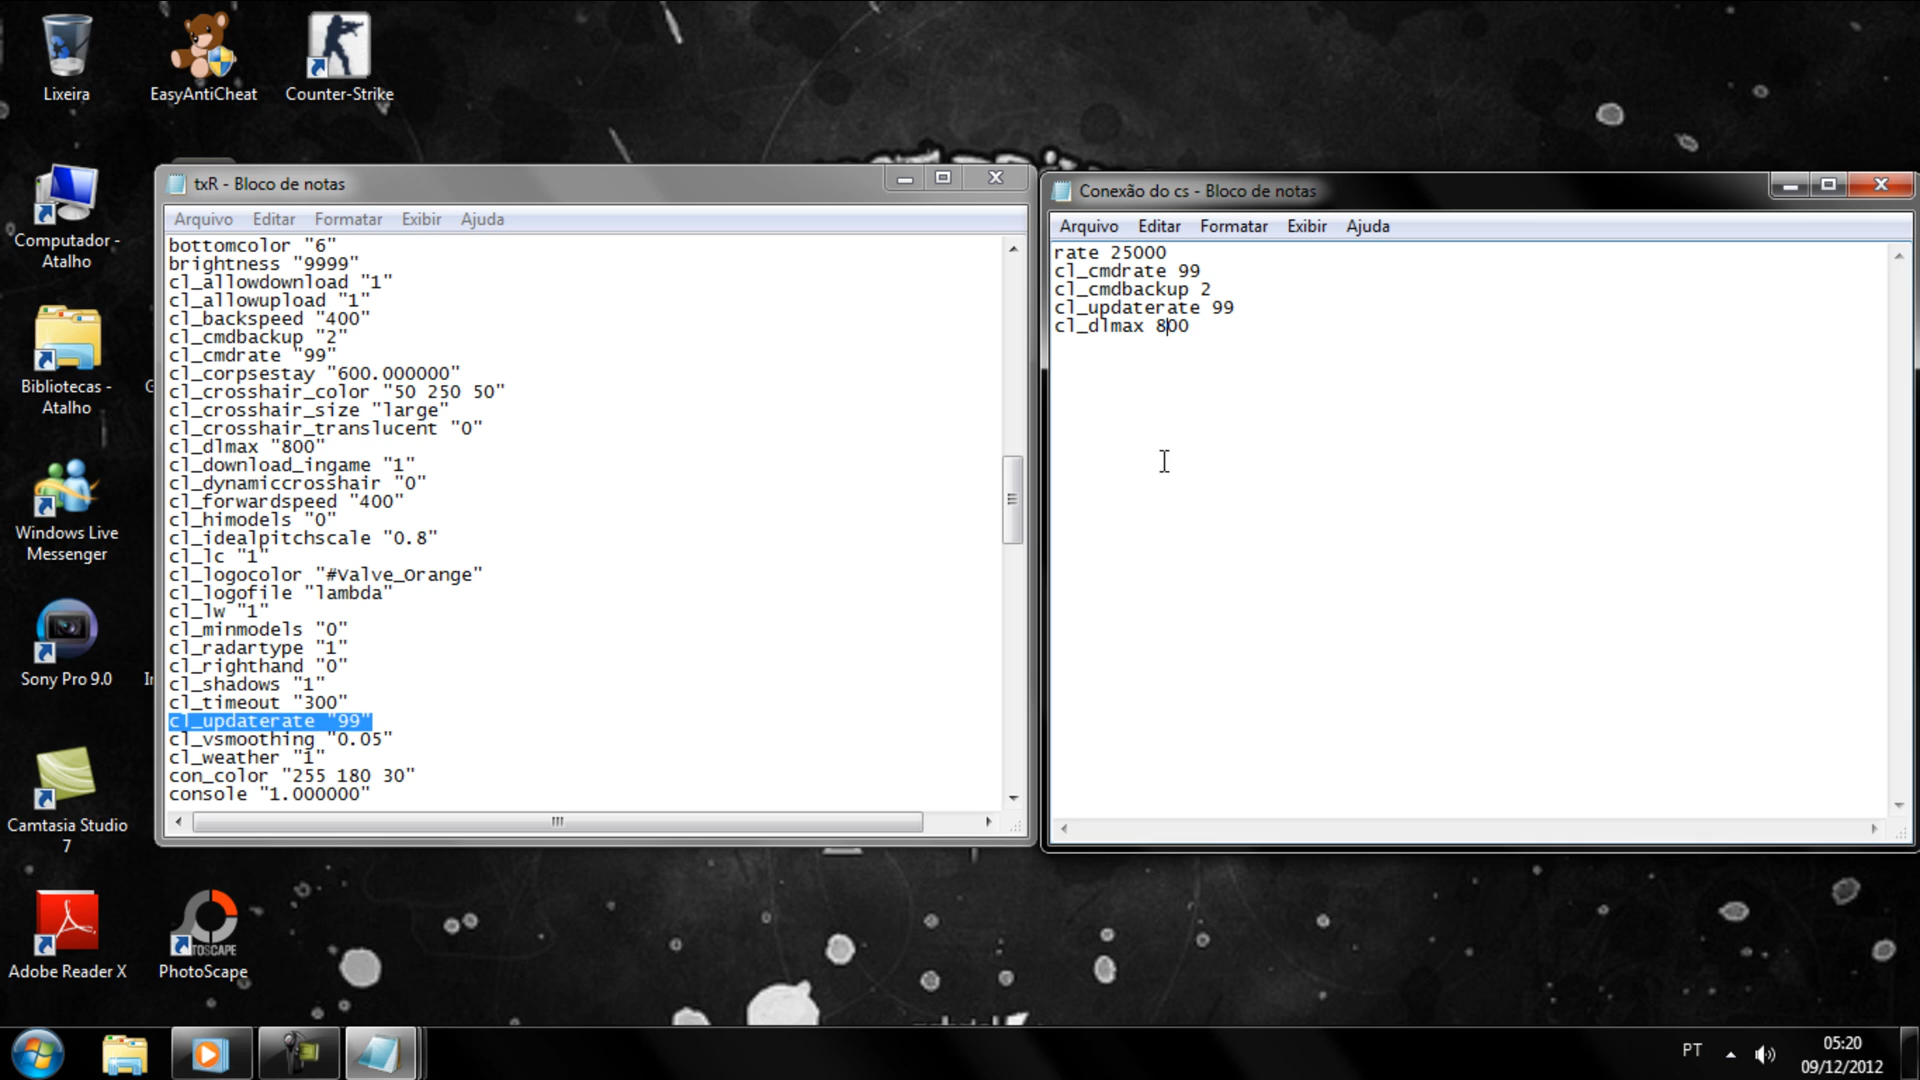 Lixeira
EasyAntiCheat
Counter-Strike
Computador - Atalho
Bibliotecas - Atalho
Windows Live Messenger
Sony Pro 9.0
Camtasia Studio 7
Adobe Reader X
PhotoScape
txR - Bloco de notas
Arquivo Editar Formatar Exibir Ajuda
bottomcolor "6"
brightness "9999"
cl_allowdownload "1"
cl_allowupload "1"
cl_backspeed "400"
cl_cmdbackup "2"
cl_cmdrate "99"
cl_corpsestay "600.000000"
cl_crosshair_color "50 250 50"
cl_crosshair_size "large"
cl_crosshair_translucent "0"
cl_dlmax "800"
cl_download_ingame "1"
cl_dynamiccrosshair "0"
cl_forwardspeed "400"
cl_himodels "0"
cl_idealpitchscale "0.8"
cl_lc "1"
cl_logocolor "#Valve_Orange"
cl_logofile "lambda"
cl_lw "1"
cl_minmodels "0"
cl_radartype "1"
cl_righthand "0"
cl_shadows "1"
cl_timeout "300"
cl_updaterate "99"
cl_vsmoothing "0.05"
cl_weather "1"
con_color "255 180 30"
console "1.000000"
Conexão do cs - Bloco de notas
Arquivo Editar Formatar Exibir Ajuda
rate 25000
cl_cmdrate 99
cl_cmdbackup 2
cl_updaterate 99
cl_dlmax 800
PT
05:20
09/12/2012